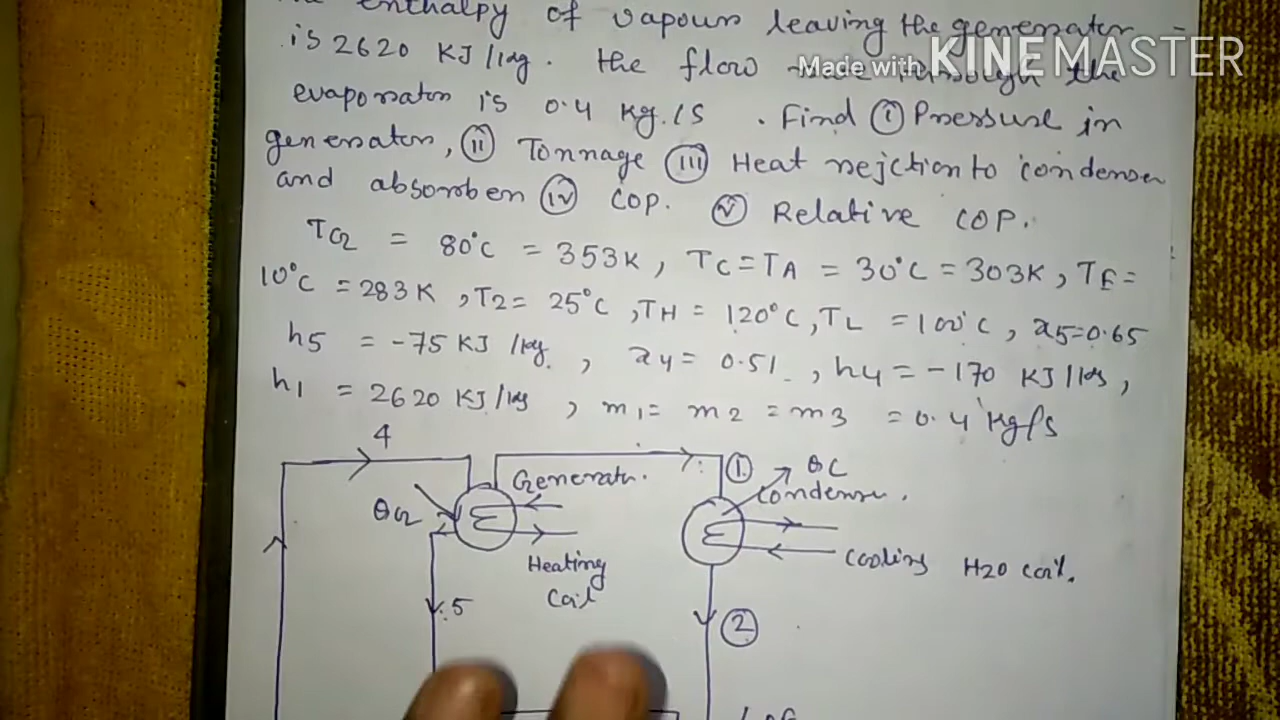 enthalpy of vapour leaving the generator
is 2620 KJ/kg. the flow the
Made with KINEMASTER
evaporator is 0.4 kg/s. Find (i) Pressure in
generator, (ii) Tonnage (iii) Heat rejction to condenser
and absorber (iv) COP. (v) Relative COP.
TG = 80°C = 353K, TC = TA = 30°C = 303K, TE =
10°C = 283K, T2 = 25°C, TH = 120°C, TL = 100°C, x5 = 0.65
h5 = -75 KJ/kg, x4 = 0.51, h4 = -170 KJ/kg,
h1 = 2620 KJ/kg, m1 = m2 = m3 = 0.4 kg/s
4
Generatr.
① QC
Condenser.
QG
Heating
Coil
Cooling H2O coil.
5
②